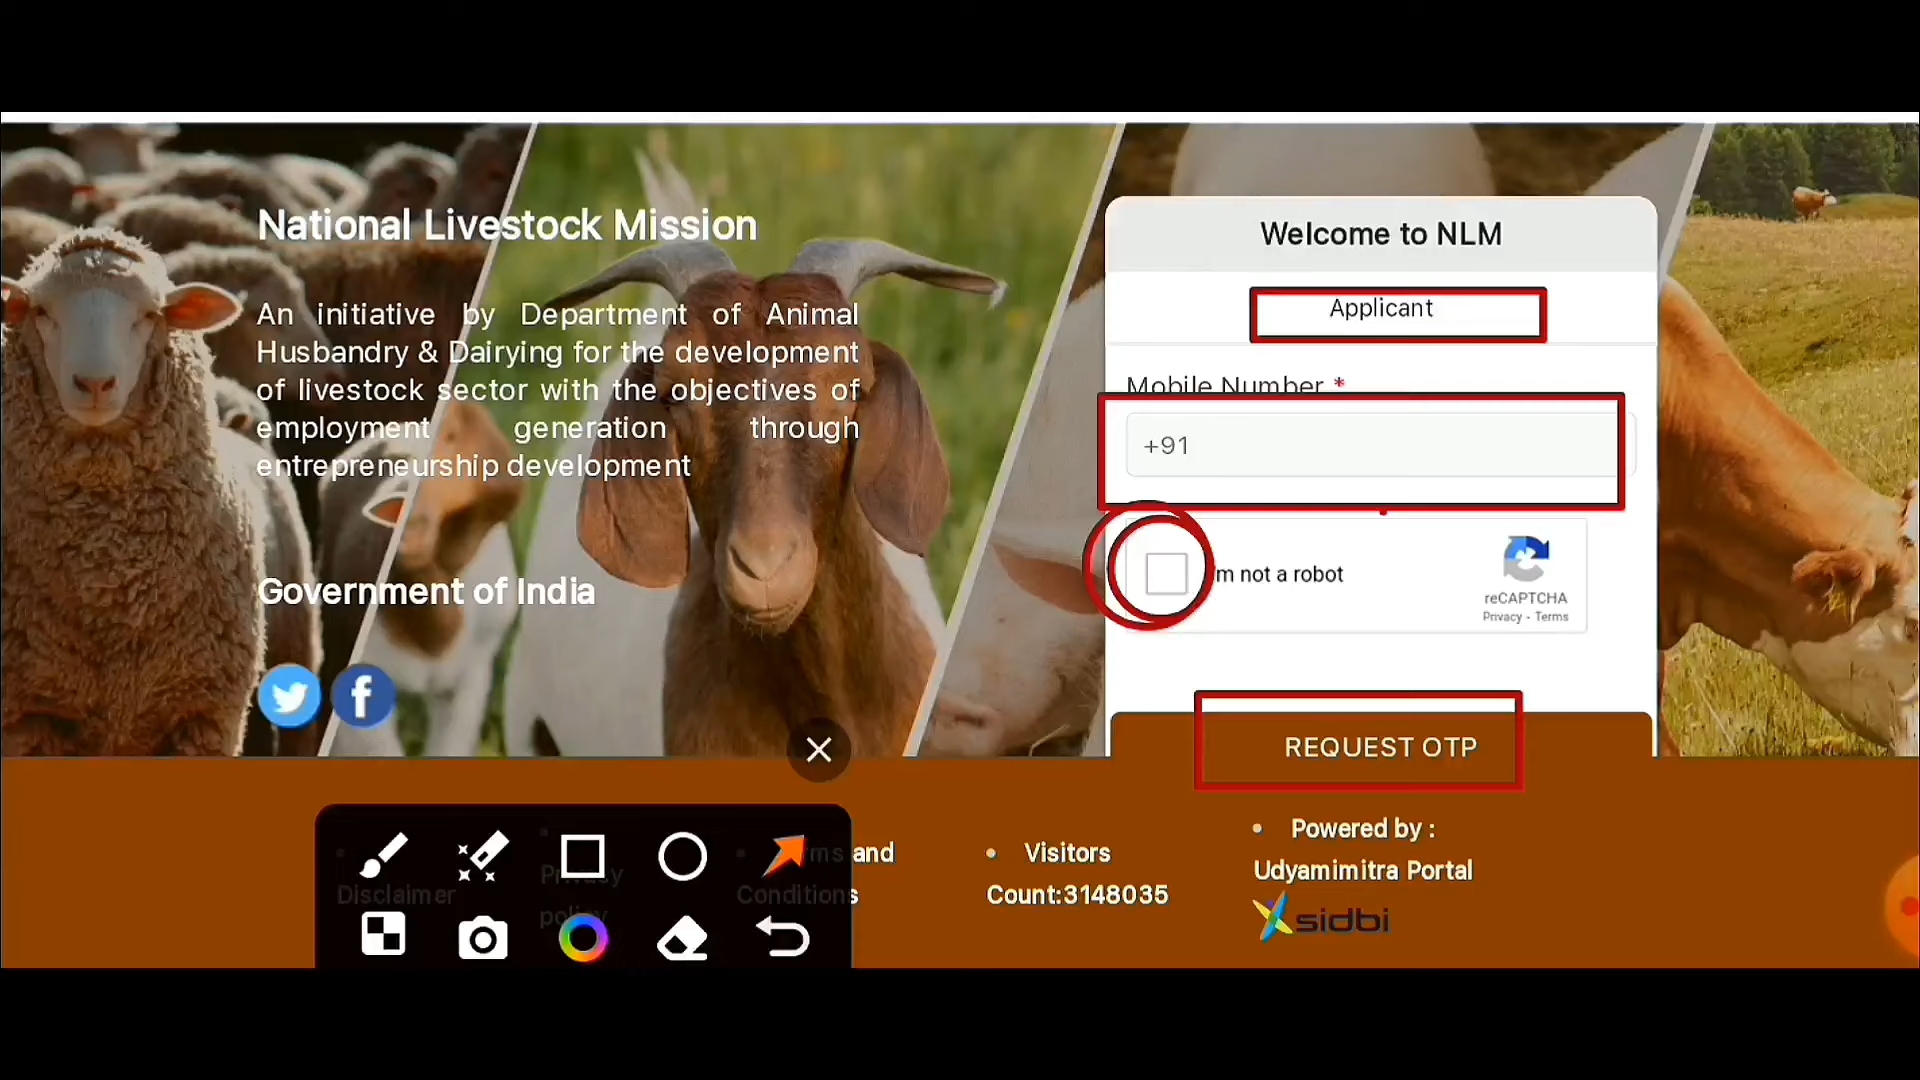 National Livestock Mission
An initiative by Department of Animal
Husbandry & Dairying for the development
of livestock sector with the objectives of
employment generation through
entrepreneurship development
Government of India
Welcome to NLM
Applicant
Mobile Number *
+91
m not a robot
reCAPTCHA
Privacy - Terms
REQUEST OTP
Disclaimer
Privacy
policy
and
Conditions
Visitors
Count:3148035
Powered by :
Udyamimitra Portal
sidbi